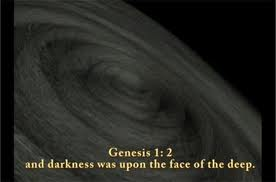 Genesis 1: 2
and darkness was upon the face of the deep.